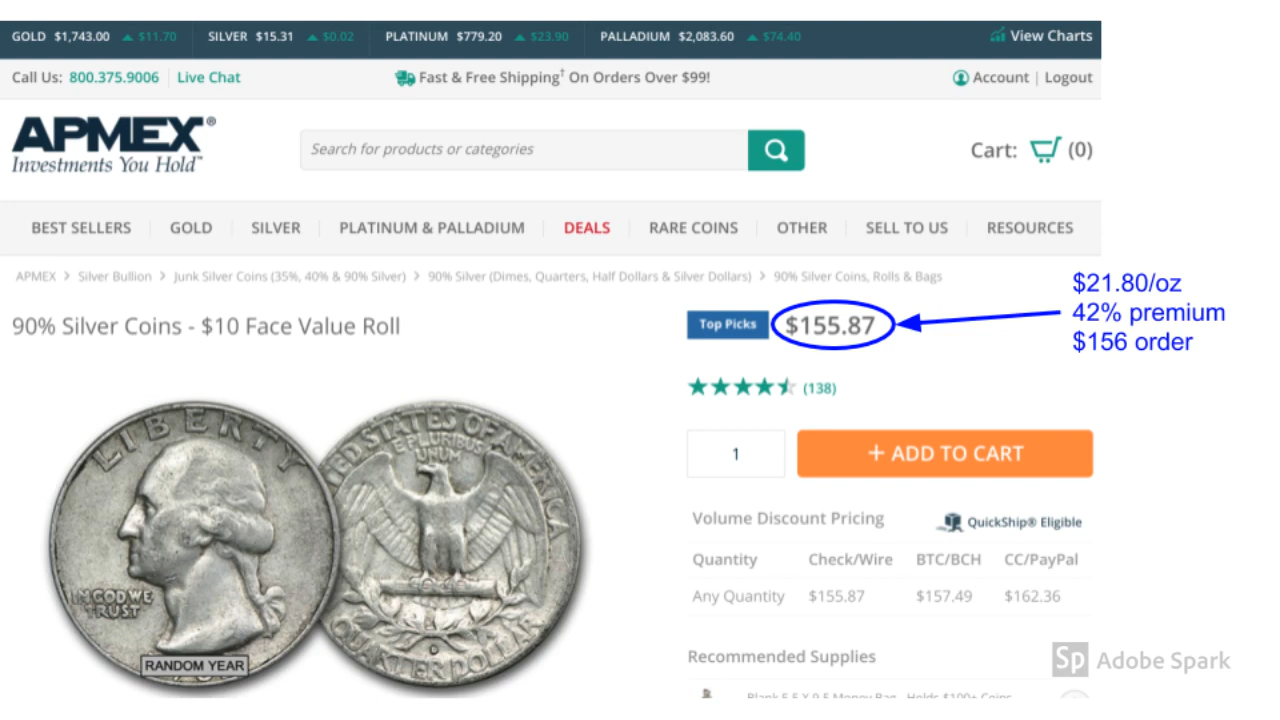 GOLD $1,743.00 ▲ $11.70 SILVER $15.31 ▲ $0.02 PLATINUM $779.20 ▲ $23.90 PALLADIUM $2,083.60 ▲ $74.40 View Charts
Call Us: 800.375.9006 | Live Chat Fast & Free Shipping† On Orders Over $99! Account | Logout
APMEX®
Investments You Hold™
Search for products or categories
Cart: (0)
BEST SELLERS GOLD SILVER PLATINUM & PALLADIUM DEALS RARE COINS OTHER SELL TO US RESOURCES
APMEX > Silver Bullion > Junk Silver Coins (35%, 40% & 90% Silver) > 90% Silver (Dimes, Quarters, Half Dollars & Silver Dollars) > 90% Silver Coins, Rolls & Bags
90% Silver Coins - $10 Face Value Roll
Top Picks $155.87
$21.80/oz
42% premium
$156 order
(138)
1
+ ADD TO CART
Volume Discount Pricing QuickShip® Eligible
Quantity Check/Wire BTC/BCH CC/PayPal
Any Quantity $155.87 $157.49 $162.36
Recommended Supplies
LIBERTY
IN GOD WE
TRUST
RANDOM YEAR
UNITED STATES OF AMERICA
E PLURIBUS
UNUM
QUARTER DOLLAR
Sp Adobe Spark